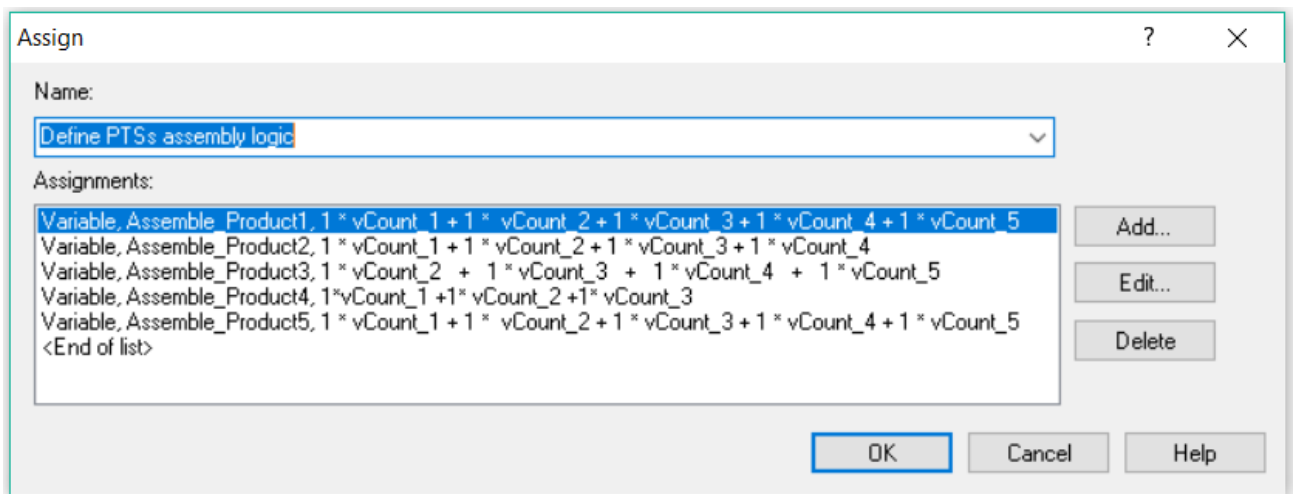 Assign ?
Name:
Define PTSs assembly logic
Assignments:
Variable, Assemble_Product1, 1 * vCount_1 + 1 * vCount_2 + 1 * vCount_3 + 1 * vCount_4 + 1 * vCount_5
Variable, Assemble_Product2, 1 * vCount_1 + 1 * vCount_2 + 1 * vCount_3 + 1 * vCount_4
Variable, Assemble_Product3, 1 * vCount_2 + 1 * vCount_3 + 1 * vCount_4 + 1 * vCount_5
Variable, Assemble_Product4, 1*vCount_1 +1* vCount_2 +1* vCount_3
Variable, Assemble_Product5, 1 * vCount_1 + 1 * vCount_2 + 1 * vCount_3 + 1 * vCount_4 + 1 * vCount_5
<End of list>
Add...
Edit...
Delete
OK Cancel Help